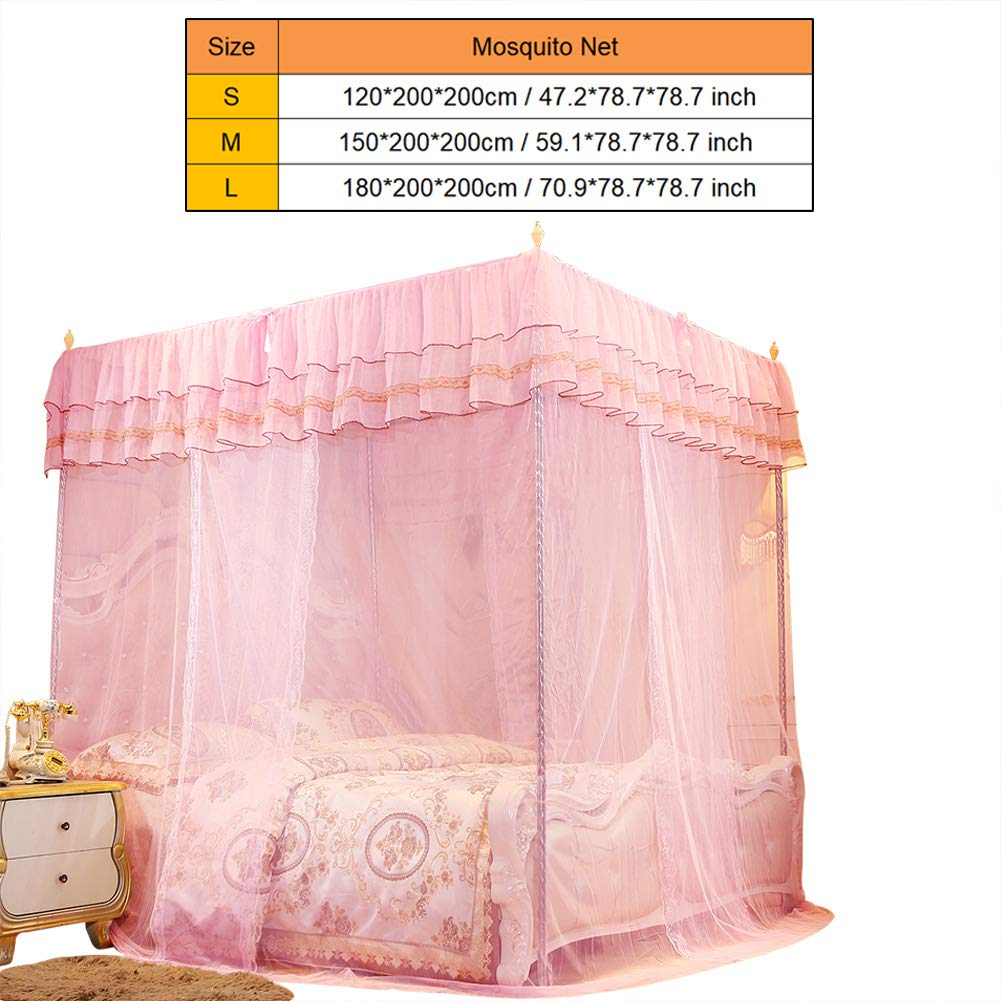 Size Mosquito Net
S 120*200*200cm / 47.2*78.7*78.7 inch
M 150*200*200cm / 59.1*78.7*78.7 inch
L 180*200*200cm / 70.9*78.7*78.7 inch